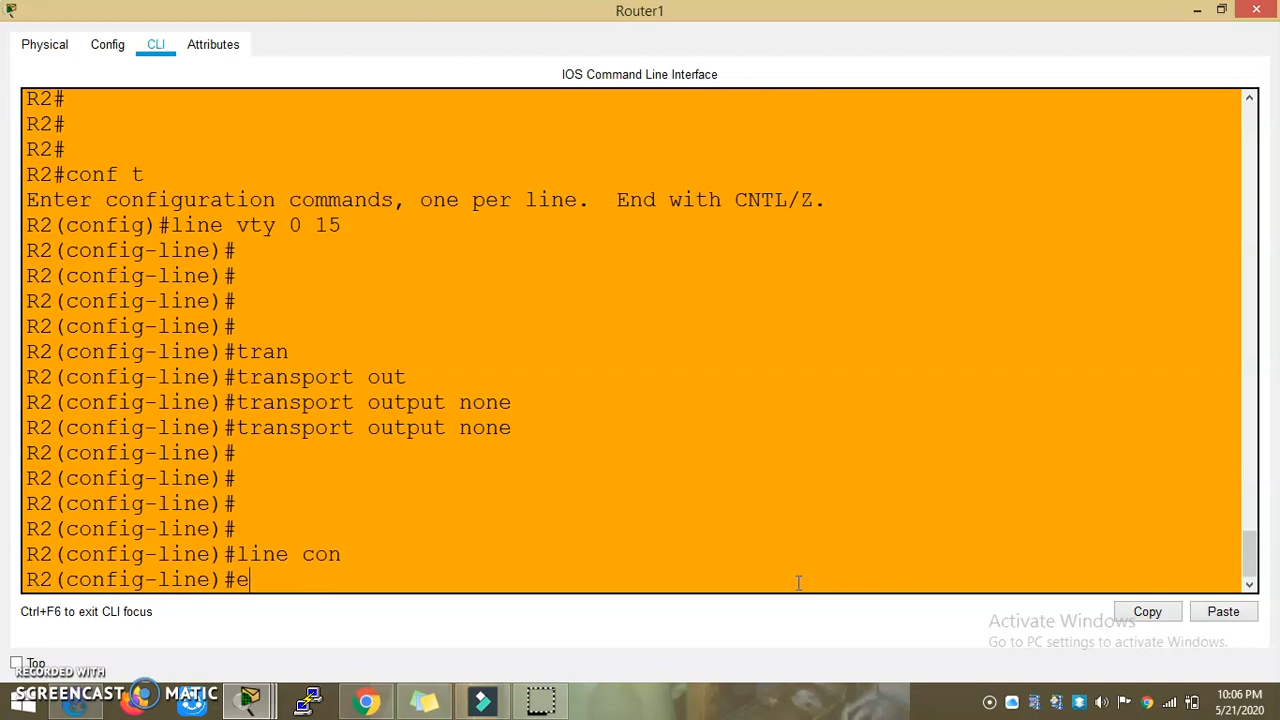 Router1
Physical Config CLI Attributes
IOS Command Line Interface
R2#
R2#
R2#
R2#conf t
Enter configuration commands, one per line.  End with CNTL/Z.
R2(config)#line vty 0 15
R2(config-line)#
R2(config-line)#
R2(config-line)#
R2(config-line)#
R2(config-line)#tran
R2(config-line)#transport out
R2(config-line)#transport output none
R2(config-line)#transport output none
R2(config-line)#
R2(config-line)#
R2(config-line)#
R2(config-line)#
R2(config-line)#line con
R2(config-line)#e
Ctrl+F6 to exit CLI focus
Copy Paste
Activate Windows
Go to PC settings to activate Windows.
Top
RECORDED WITH
SCREENCAST MATIC
10:06 PM
5/21/2020